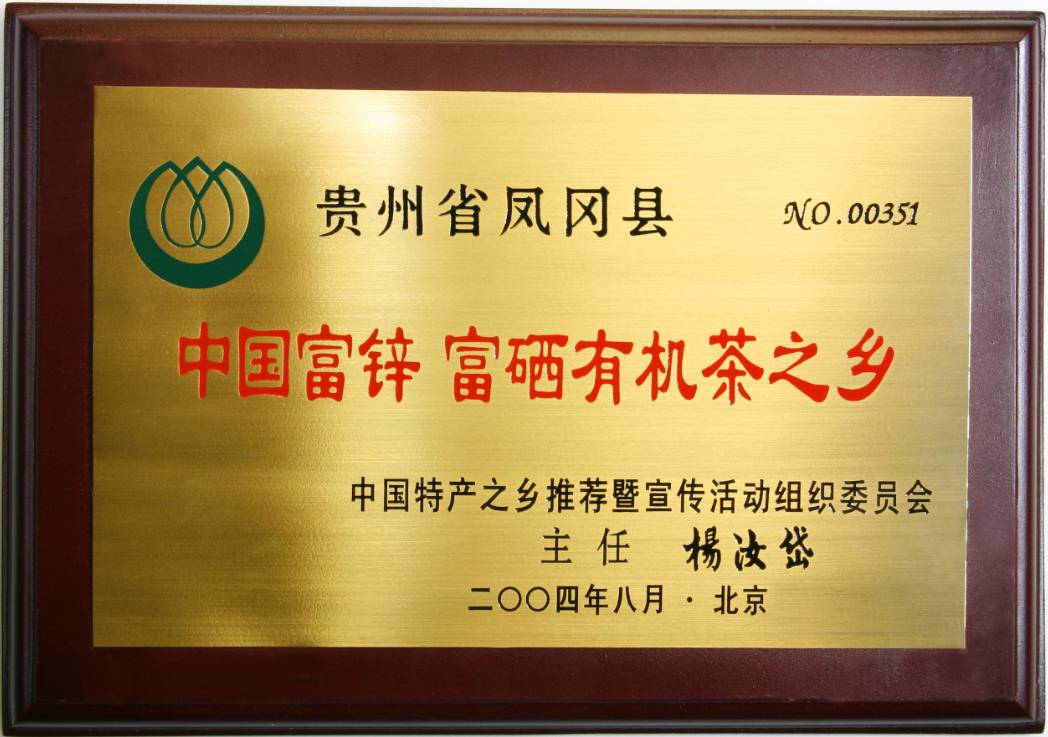 贵州省凤冈县 NO.00351
中国富锌 富硒有机茶之乡
中国特产之乡推荐暨宣传活动组织委员会
主任 楊汝岱
二〇〇四年八月·北京